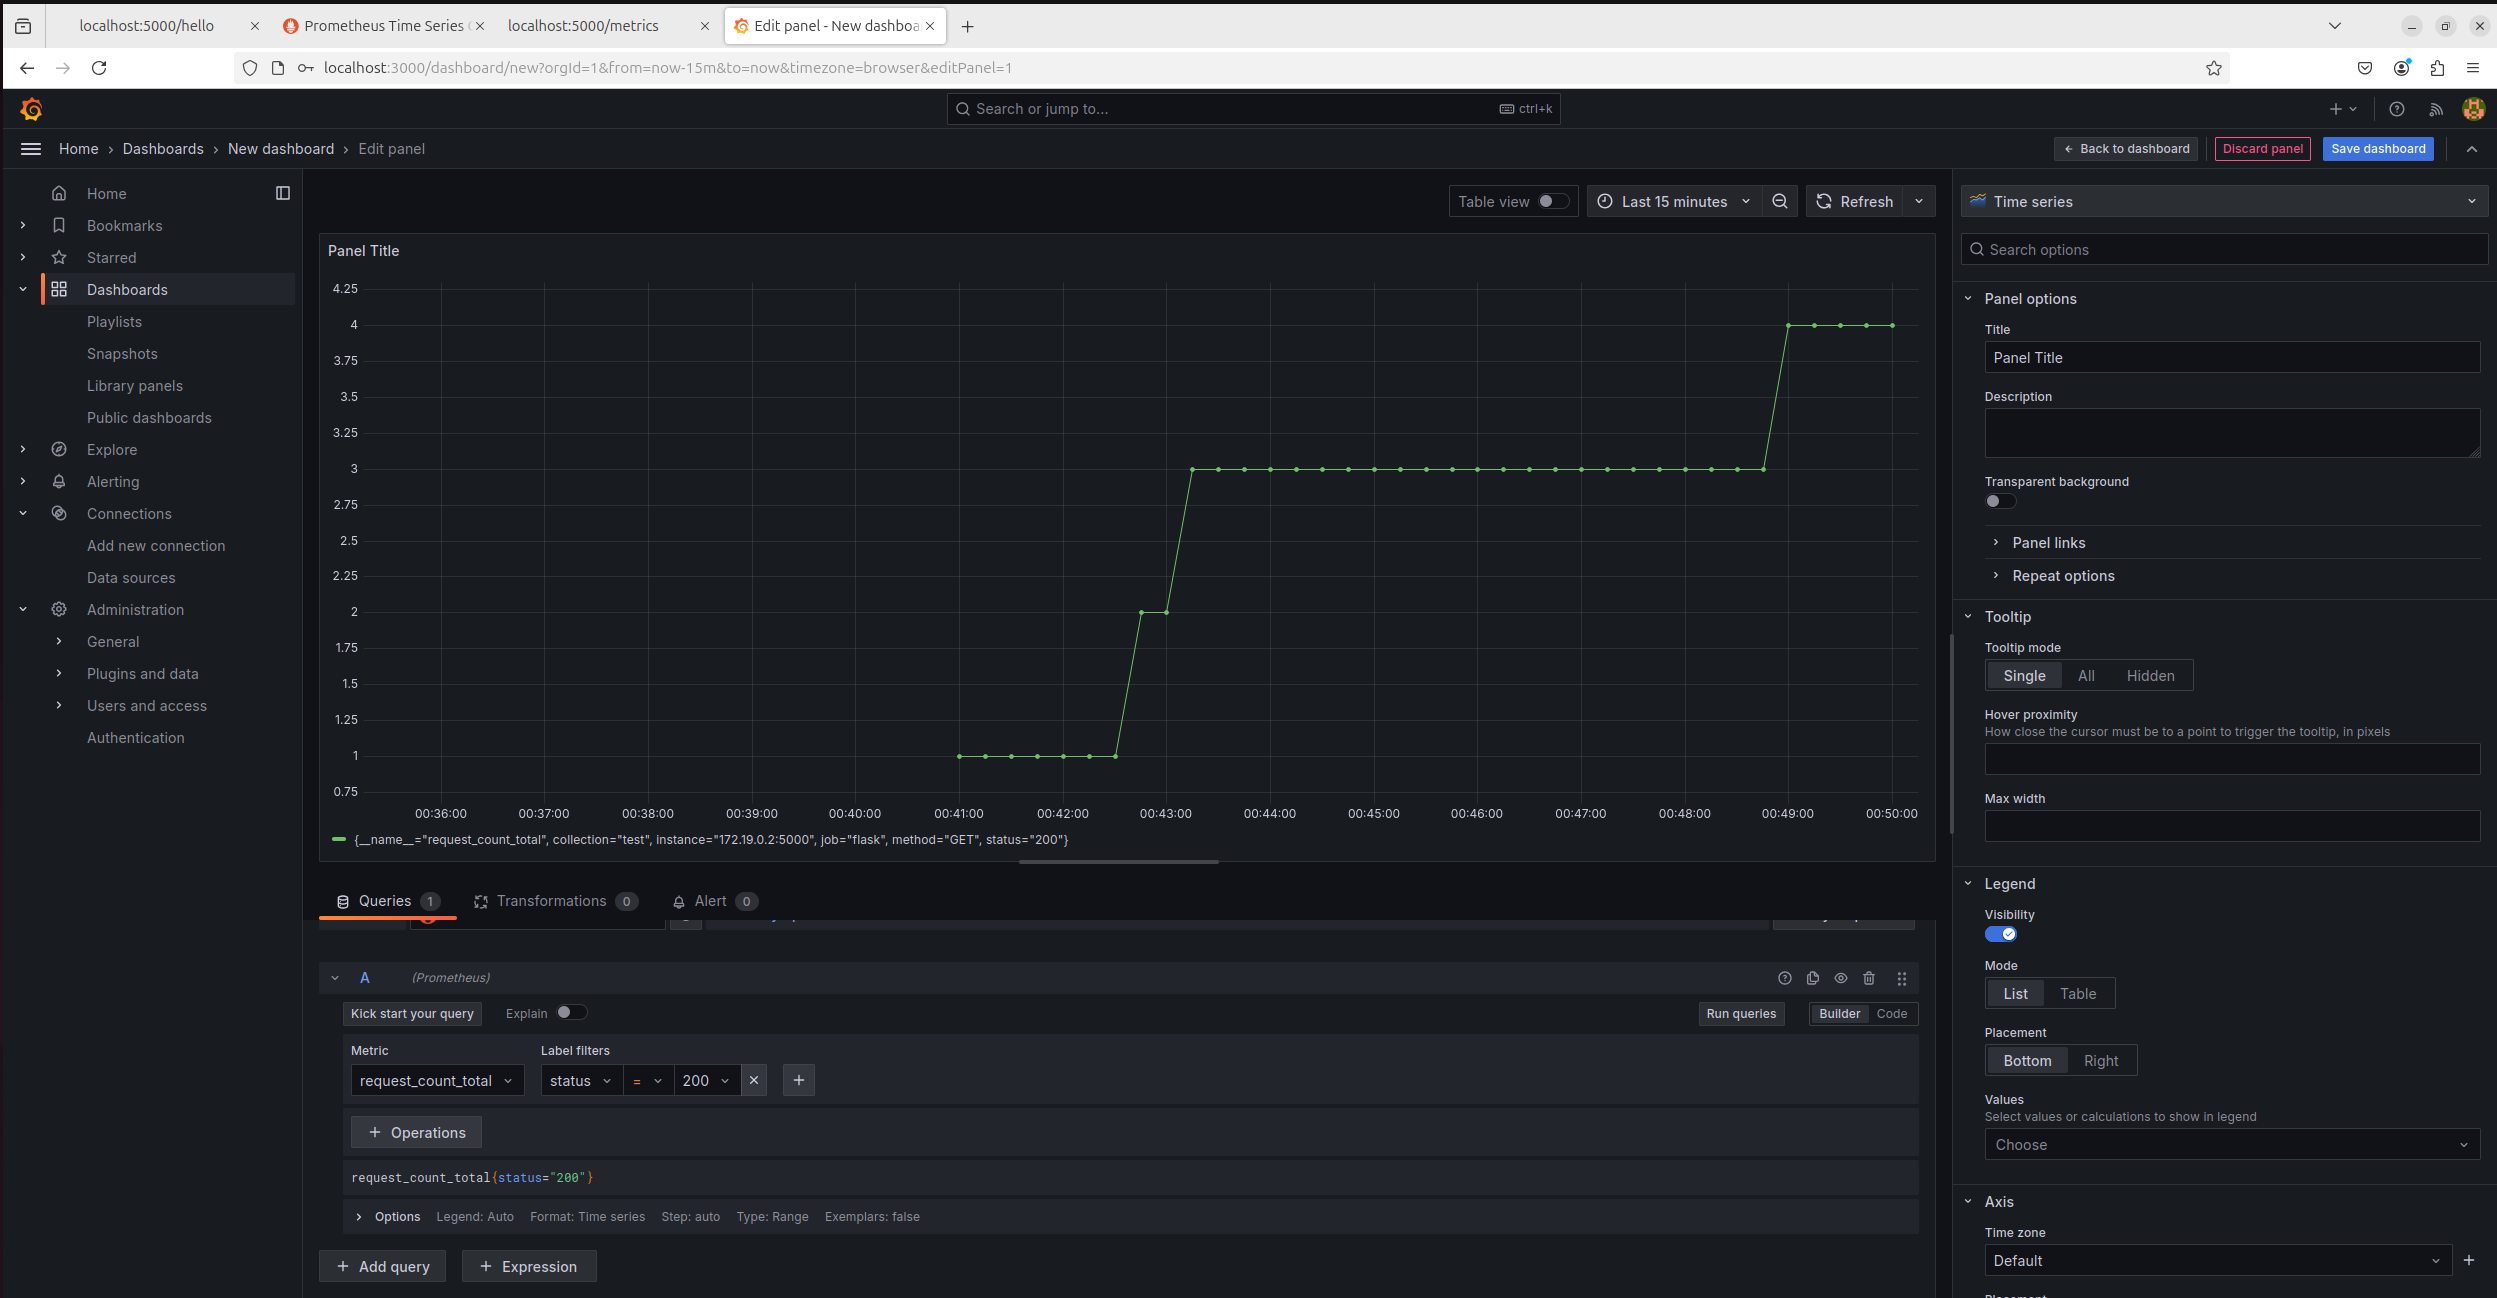 localhost:5000/hello
Prometheus Time Series
localhost:5000/metrics
Edit panel - New dashboa
localhost:3000/dashboard/new?orgId=1&from=now-15m&to=now&timezone=browser&editPanel=1
Search or jump to...
ctrl+k
Home › Dashboards › New dashboard › Edit panel
Back to dashboard
Discard panel
Save dashboard
Home
Bookmarks
Starred
Dashboards
Playlists
Snapshots
Library panels
Public dashboards
Explore
Alerting
Connections
Add new connection
Data sources
Administration
General
Plugins and data
Users and access
Authentication
Table view
Last 15 minutes
Refresh
Panel Title
4.25
4
3.75
3.5
3.25
3
2.75
2.5
2.25
2
1.75
1.5
1.25
1
0.75
00:36:00 00:37:00 00:38:00 00:39:00 00:40:00 00:41:00 00:42:00 00:43:00 00:44:00 00:45:00 00:46:00 00:47:00 00:48:00 00:49:00 00:50:00
{__name__="request_count_total", collection="test", instance="172.19.0.2:5000", job="flask", method="GET", status="200"}
Queries 1
Transformations 0
Alert 0
A (Prometheus)
Kick start your query
Explain
Run queries
Builder
Code
Metric
Label filters
request_count_total
status = 200
+ Operations
request_count_total{status="200"}
Options Legend: Auto Format: Time series Step: auto Type: Range Exemplars: false
+ Add query
+ Expression
Time series
Search options
Panel options
Title
Panel Title
Description
Transparent background
Panel links
Repeat options
Tooltip
Tooltip mode
Single All Hidden
Hover proximity
How close the cursor must be to a point to trigger the tooltip, in pixels
Max width
Legend
Visibility
Mode
List Table
Placement
Bottom Right
Values
Select values or calculations to show in legend
Choose
Axis
Time zone
Default